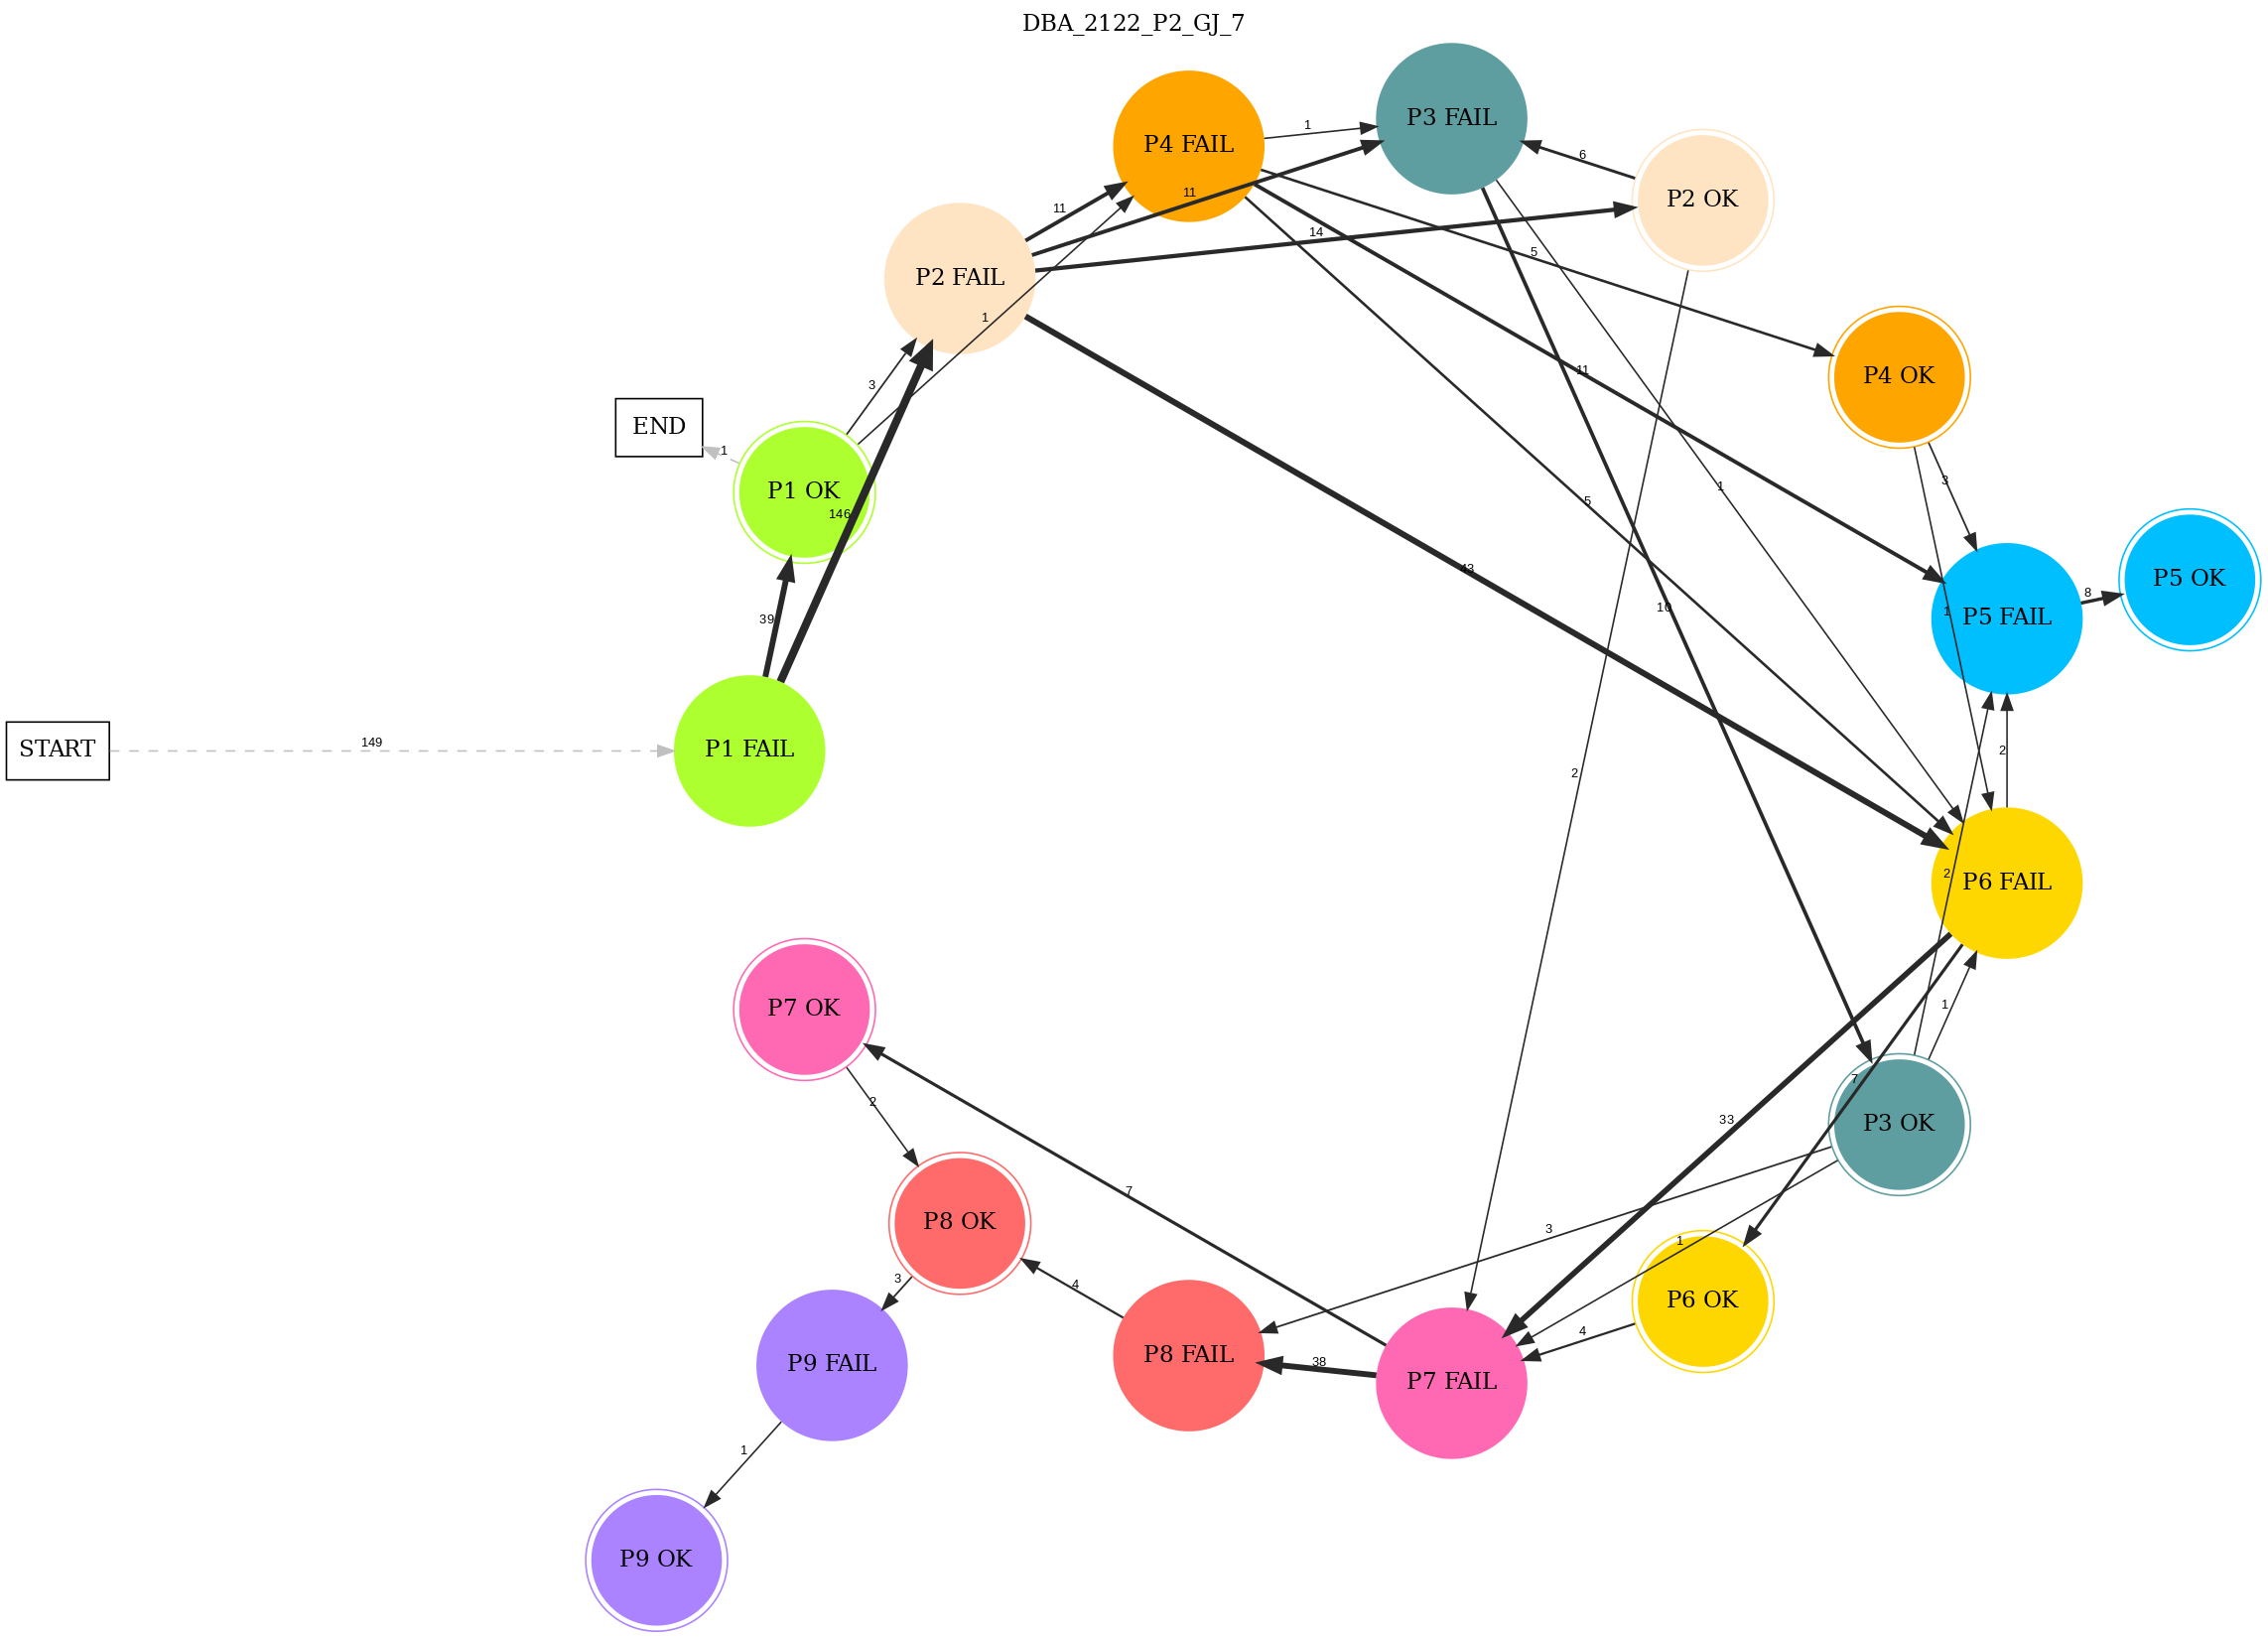 DBA_2122_P2_GJ_7
P3 FAIL
P4 FAIL
1
6
P2 OK
11
11
14
5
P2 FAIL
1
3
11
P4 OK
END
1
P1 OK
146
5
1
3
43
39
10
1
P5 FAIL
8
P5 OK
START
149
P1 FAIL
2
2
2
P6 FAIL
P7 OK
1
2
7
33
P3 OK
7
P8 OK
3
1
3
4
P6 OK
4
P9 FAIL
P8 FAIL
38
P7 FAIL
1
P9 OK